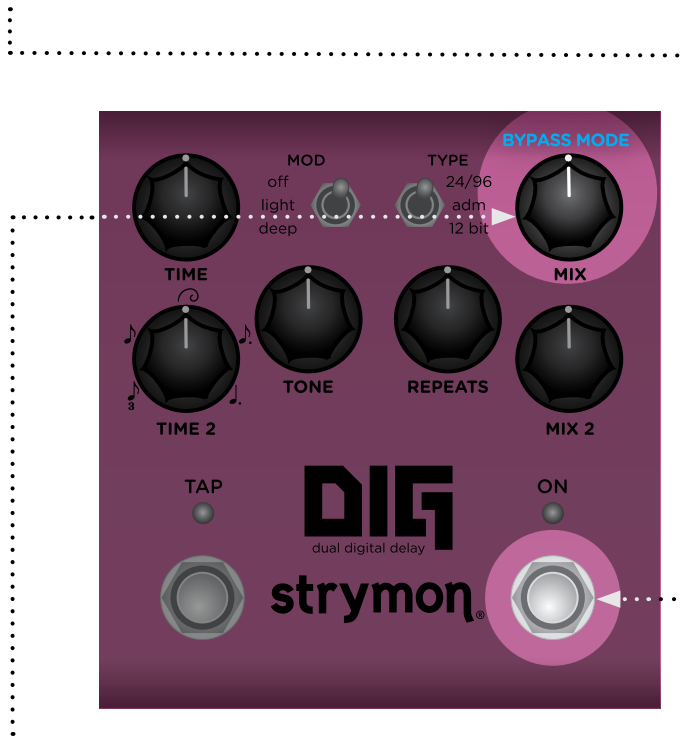 BYPASS MODE
MOD
TYPE
off
light
deep
24/96
adm
12 bit
TIME
MIX
TONE
REPEATS
3
TIME 2
MIX 2
TAP
ON
DIG
dual digital delay
strymon®